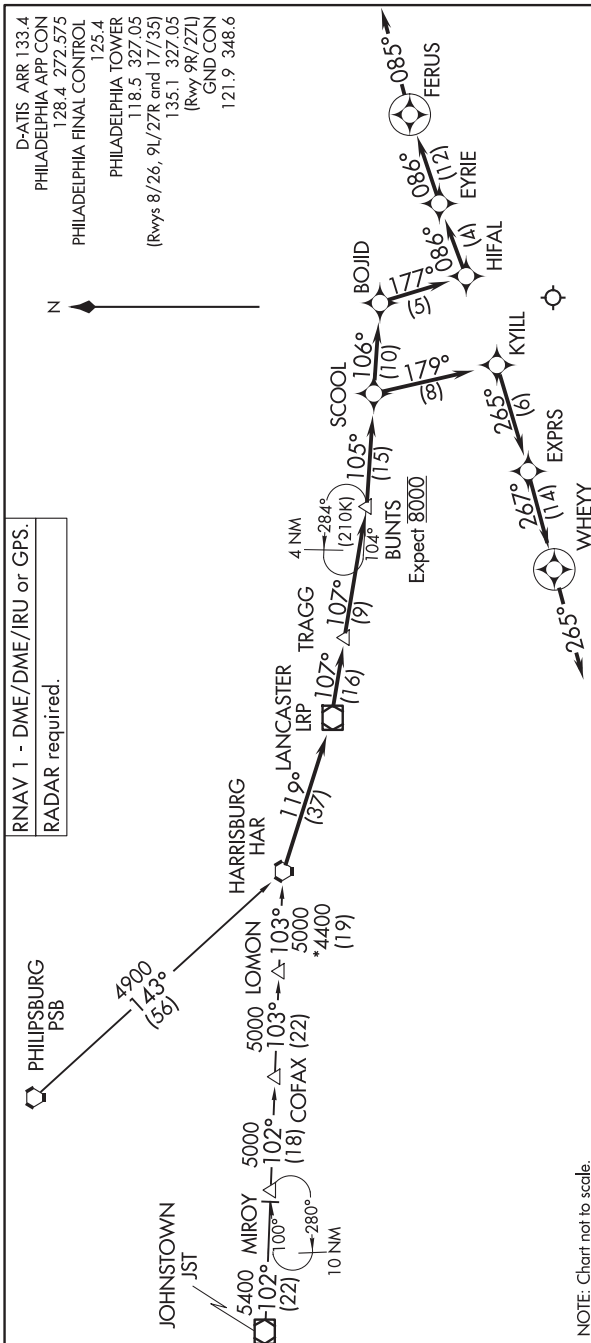 RNAV 1 - DME/DME/IRU or GPS.
RADAR required.
D-ATIS ARR 133.4
PHILADELPHIA APP CON
128.4 272.575
PHILADELPHIA FINAL CONTROL
125.4
PHILADELPHIA TOWER
118.5 327.05
(Rwys 8/26, 9L/27R and 17/35)
135.1 327.05
(Rwy 9R/27L)
GND CON
121.9 348.6
N
PHILIPSBURG
PSB
4900
143°
(56)
JOHNSTOWN
JST
5400
102°
(22)
MIROY
100°
280°
10 NM
5000
102°
(18)
COFAX
5000
103°
(22)
LOMON
103°
5000
*4400
(19)
HARRISBURG
HAR
119°
(37)
LANCASTER
LRP
107°
(16)
TRAGG
107°
(9)
4 NM
284°
(210K)
104°
BUNTS
Expect 8000
105°
(15)
SCOOL
106°
(10)
BOJID
177°
(5)
HIFAL
086°
(4)
EYRIE
086°
(12)
FERUS
085°
179°
(8)
KYILL
265°
(6)
EXPRS
267°
(14)
WHEYY
265°
NOTE: Chart not to scale.